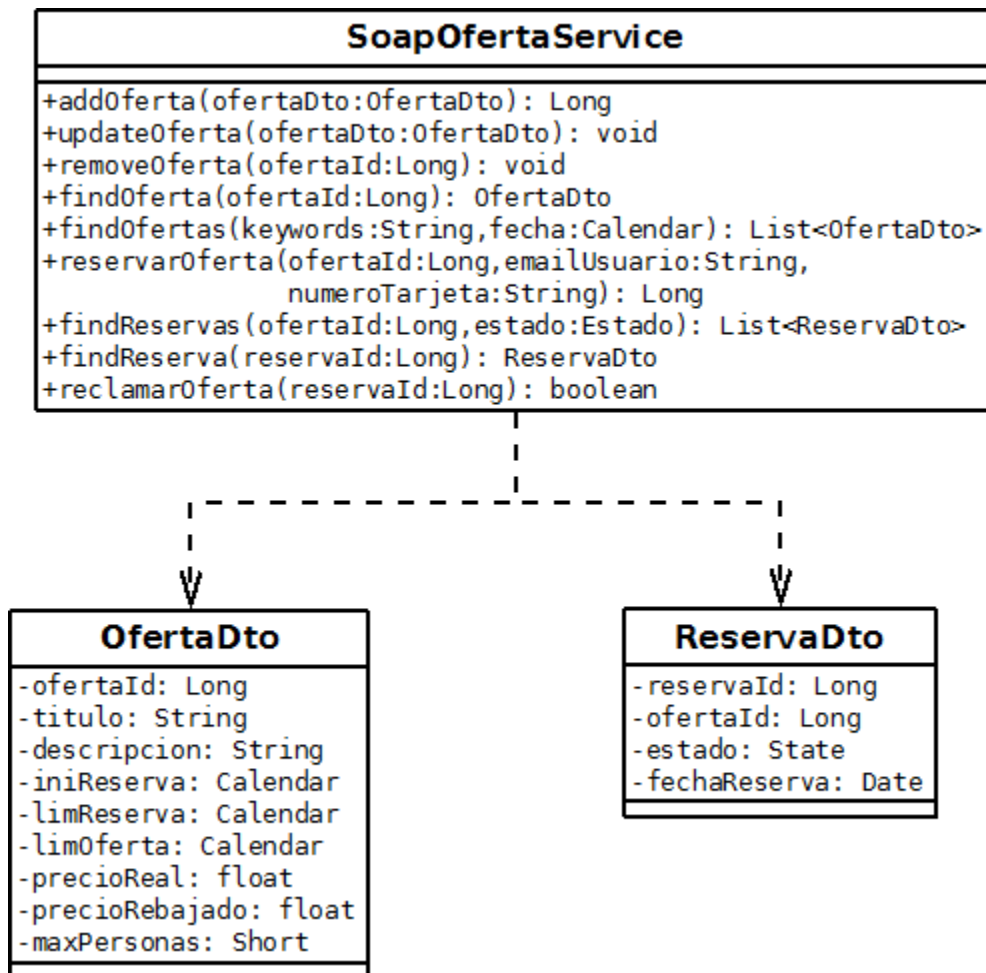 SoapOfertaService
+addOferta(ofertaDto:OfertaDto): Long
+updateOferta(ofertaDto:OfertaDto): void
+removeOferta(ofertaId:Long): void
+findOferta(ofertaId:Long): OfertaDto
+findOfertas(keywords:String,fecha:Calendar): List<OfertaDto>
+reservarOferta(ofertaId:Long,emailUsuario:String,
numeroTarjeta:String): Long
+findReservas(ofertaId:Long,estado:Estado): List<ReservaDto>
+findReserva(reservaId:Long): ReservaDto
+reclamarOferta(reservaId:Long): boolean
OfertaDto
-ofertaId: Long
-titulo: String
-descripcion: String
-iniReserva: Calendar
-limReserva: Calendar
-limOferta: Calendar
-precioReal: float
-precioRebajado: float
-maxPersonas: Short
ReservaDto
-reservaId: Long
-ofertaId: Long
-estado: State
-fechaReserva: Date